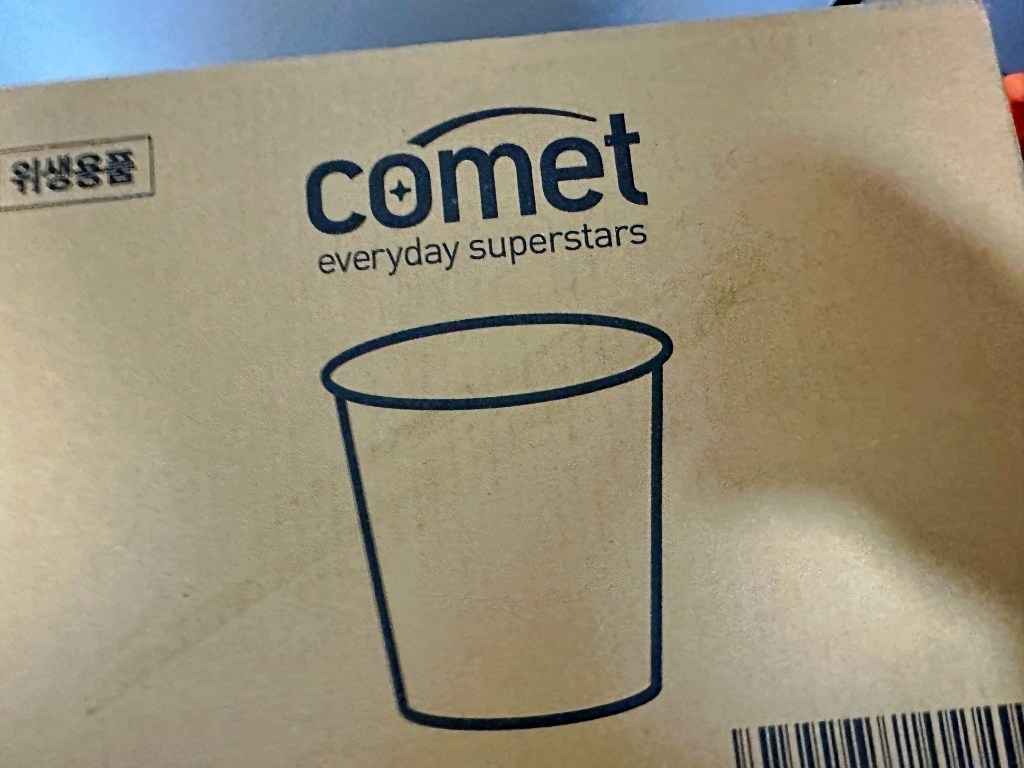 위생용품
comet
everyday superstars